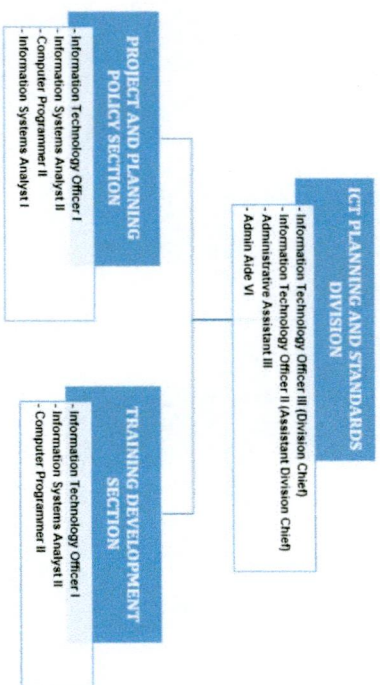 ICT PLANNING AND STANDARDS
DIVISION
- Information Technology Officer III (Division Chief)
- Information Technology Officer II (Assistant Division Chief)
- Administrative Assistant III
- Admin Aide VI
PROJECT AND PLANNING
POLICY SECTION
- Information Technology Officer I
- Information Systems Analyst II
- Computer Programmer II
- Information Systems Analyst I
TRAINING DEVELOPMENT
SECTION
- Information Technology Officer I
- Information Systems Analyst II
- Computer Programmer II